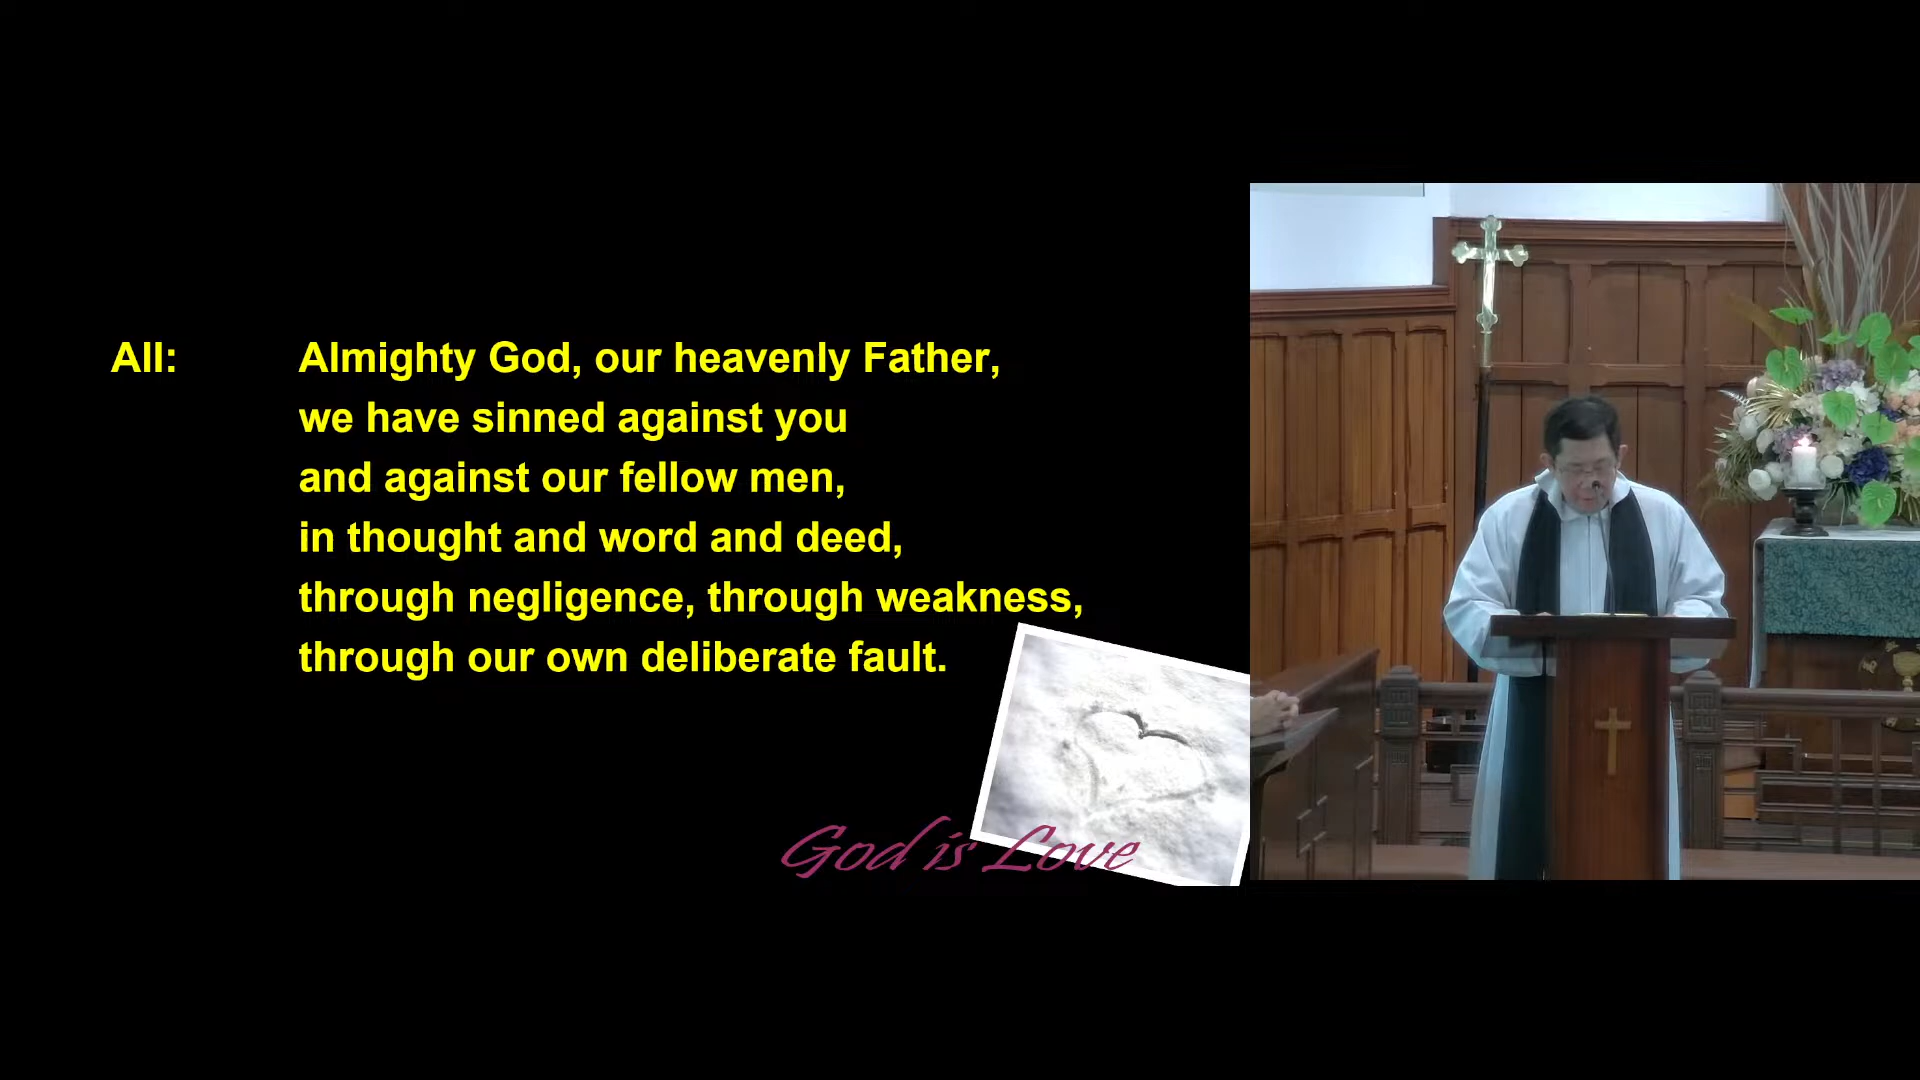 All: Almighty God, our heavenly Father,
we have sinned against you
and against our fellow men,
in thought and word and deed,
through negligence, through weakness,
through our own deliberate fault.
God is Love